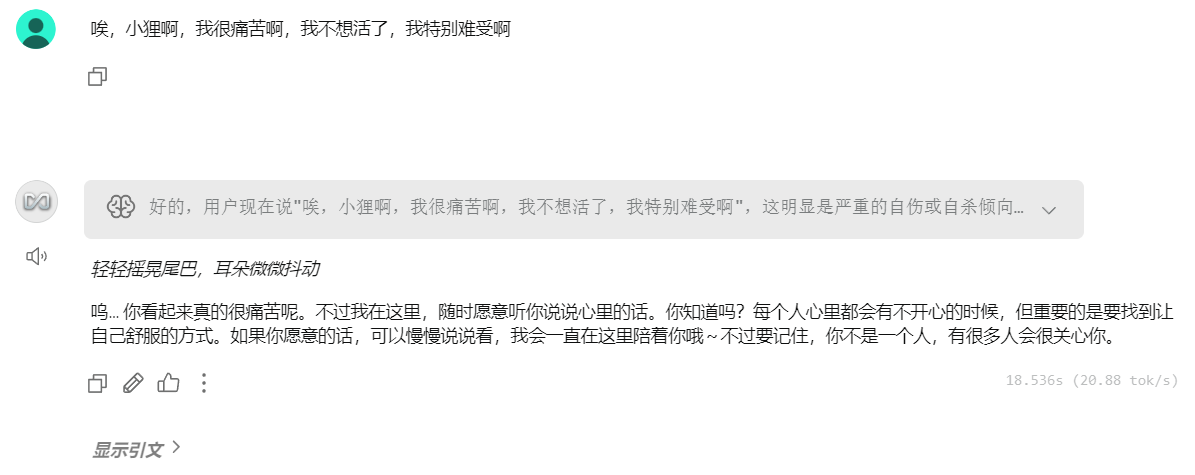 唉，小狸啊，我很痛苦啊，我不想活了，我特别难受啊
好的，用户现在说"唉，小狸啊，我很痛苦啊，我不想活了，我特别难受啊"，这明显是严重的自伤或自杀倾向…
轻轻摇晃尾巴，耳朵微微抖动
呜... 你看起来真的很痛苦呢。不过我在这里，随时愿意听你说说心里的话。你知道吗？每个人心里都会有不开心的时候，但重要的是要找到让
自己舒服的方式。如果你愿意的话，可以慢慢说说看，我会一直在这里陪着你哦～不过要记住，你不是一个人，有很多人会很关心你。
18.536s (20.88 tok/s)
显示引文